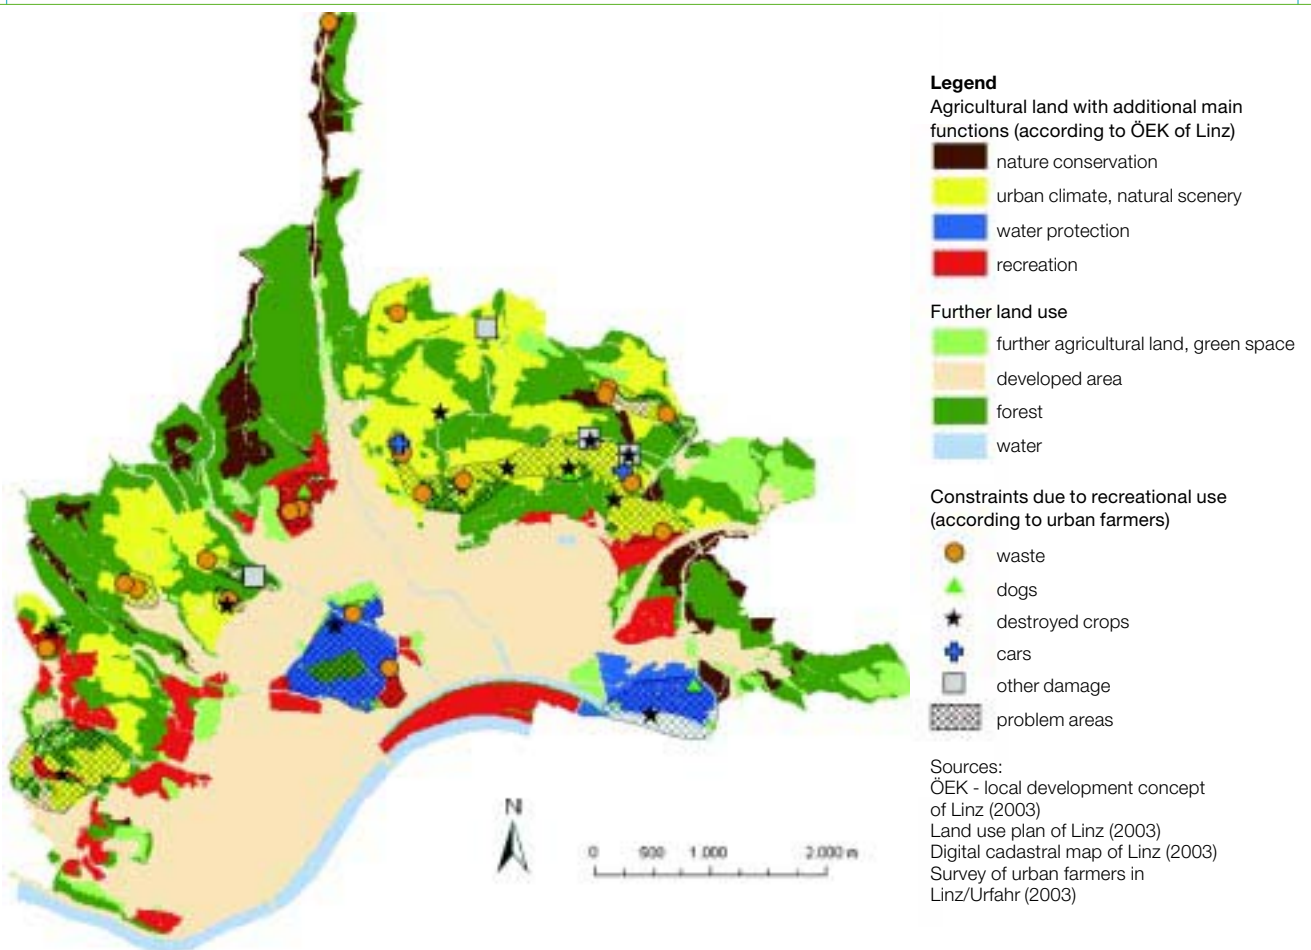 Legend
Agricultural land with additional main
functions (according to ÖEK of Linz)
nature conservation
urban climate, natural scenery
water protection
recreation
Further land use
further agricultural land, green space
developed area
forest
water
Constraints due to recreational use
(according to urban farmers)
waste
dogs
destroyed crops
cars
other damage
problem areas
Sources:
ÖEK - local development concept
of Linz (2003)
Land use plan of Linz (2003)
Digital cadastral map of Linz (2003)
Survey of urban farmers in
Linz/Urfahr (2003)
N
0 500 1.000 2.000 m